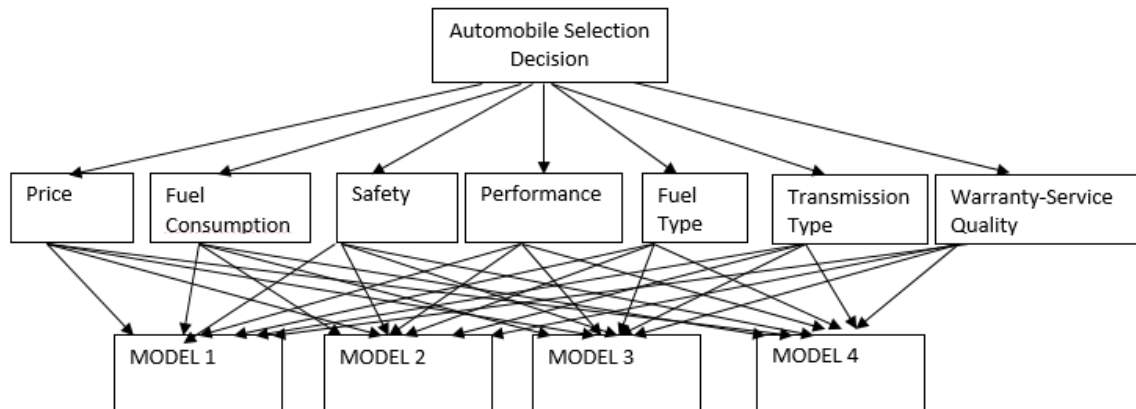 Automobile Selection
Decision
Price
Fuel
Consumption
Safety
Performance
Fuel
Type
Transmission
Type
Warranty-Service
Quality
MODEL 1
MODEL 2
MODEL 3
MODEL 4